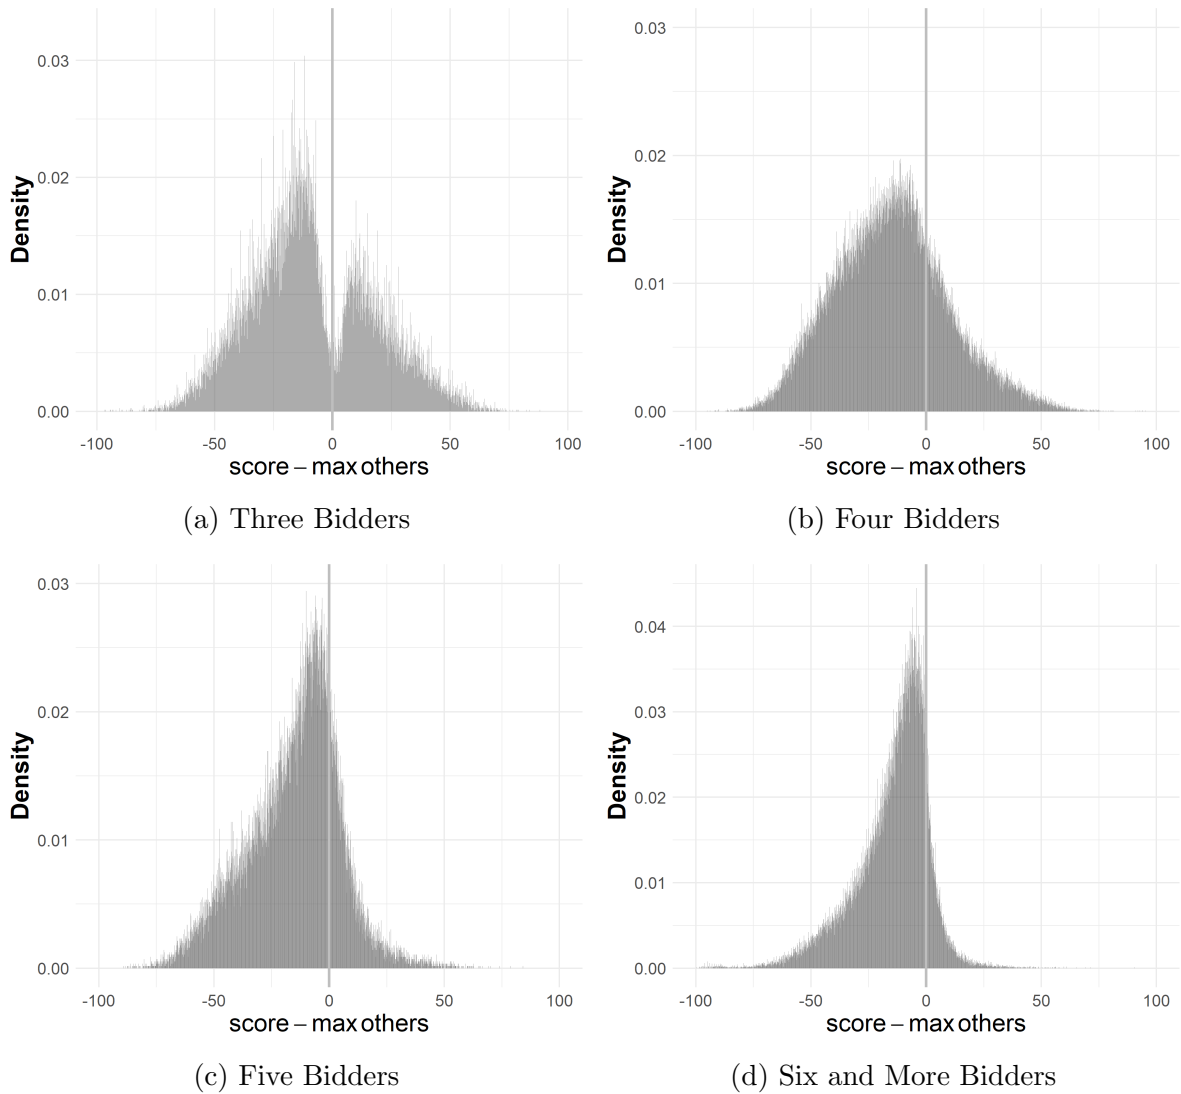 0.03
0.02
0.01
0.00
Density
-100 -50 0 50 100
score – max others
(a) Three Bidders
0.03
0.02
0.01
0.00
Density
-100 -50 0 50 100
score – max others
(b) Four Bidders
0.03
0.02
0.01
0.00
Density
-100 -50 0 50 100
score – max others
(c) Five Bidders
0.04
0.03
0.02
0.01
0.00
Density
-100 -50 0 50 100
score – max others
(d) Six and More Bidders